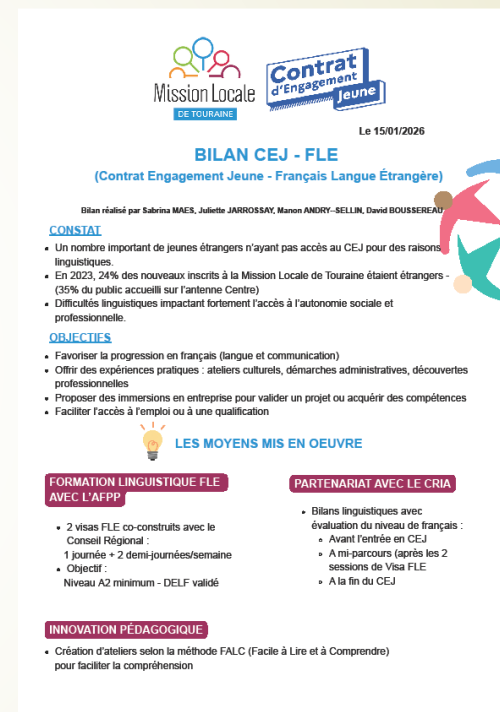 Mission Locale
DE TOURAINE
Contrat
d'Engagement
Jeune
Le 15/01/2026
BILAN CEJ - FLE
(Contrat Engagement Jeune - Français Langue Étrangère)
Bilan réalisé par Sabrina MAES, Juliette JARROSSAY, Manon ANDRY--SELLIN, David BOUSSEREAU
CONSTAT
• Un nombre important de jeunes étrangers n'ayant pas accès au CEJ pour des raisons
linguistiques.
• En 2023, 24% des nouveaux inscrits à la Mission Locale de Touraine étaient étrangers -
(35% du public accueilli sur l'antenne Centre)
• Difficultés linguistiques impactant fortement l'accès à l'autonomie sociale et
professionnelle.
OBJECTIFS
• Favoriser la progression en français (langue et communication)
• Offrir des expériences pratiques : ateliers culturels, démarches administratives, découvertes
professionnelles
• Proposer des immersions en entreprise pour valider un projet ou acquérir des compétences
• Faciliter l'accès à l'emploi ou à une qualification
LES MOYENS MIS EN OEUVRE
FORMATION LINGUISTIQUE FLE
AVEC L'AFPP
• 2 visas FLE co-construits avec le
Conseil Régional :
1 journée + 2 demi-journées/semaine
• Objectif :
Niveau A2 minimum - DELF validé
PARTENARIAT AVEC LE CRIA
• Bilans linguistiques avec
évaluation du niveau de français :
◦ Avant l'entrée en CEJ
◦ A mi-parcours (après les 2
sessions de Visa FLE
◦ A la fin du CEJ
INNOVATION PÉDAGOGIQUE
• Création d'ateliers selon la méthode FALC (Facile à Lire et à Comprendre)
pour faciliter la compréhension